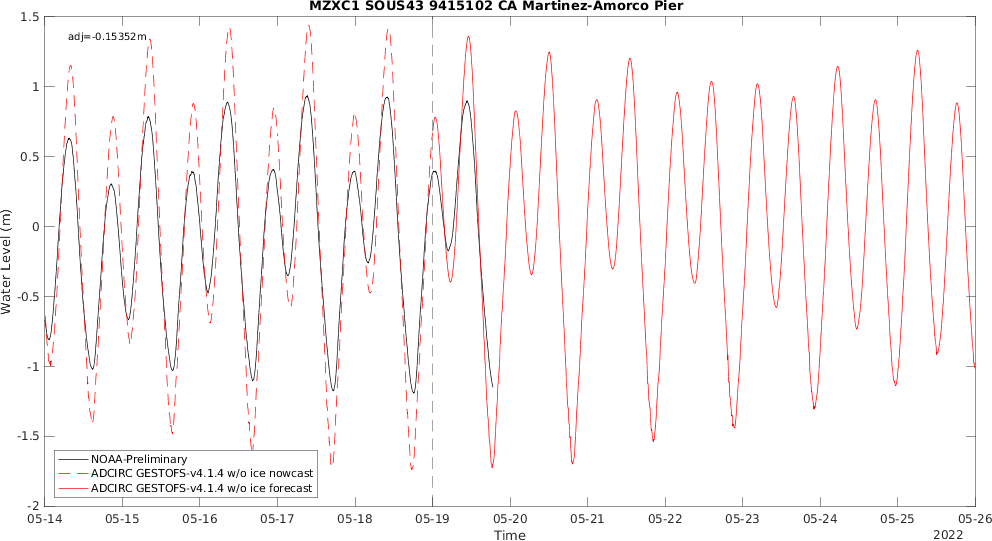 MZXC1 SOUS43 9415102 CA Martinez-Amorco Pier
adj=-0.15352m
1.5
1
0.5
0
-0.5
-1
-1.5
-2
Water Level (m)
NOAA-Preliminary
ADCIRC GESTOFS-v4.1.4 w/o ice nowcast
ADCIRC GESTOFS-v4.1.4 w/o ice forecast
05-14 05-15 05-16 05-17 05-18 05-19 05-20 05-21 05-22 05-23 05-24 05-25 05-26
Time
2022